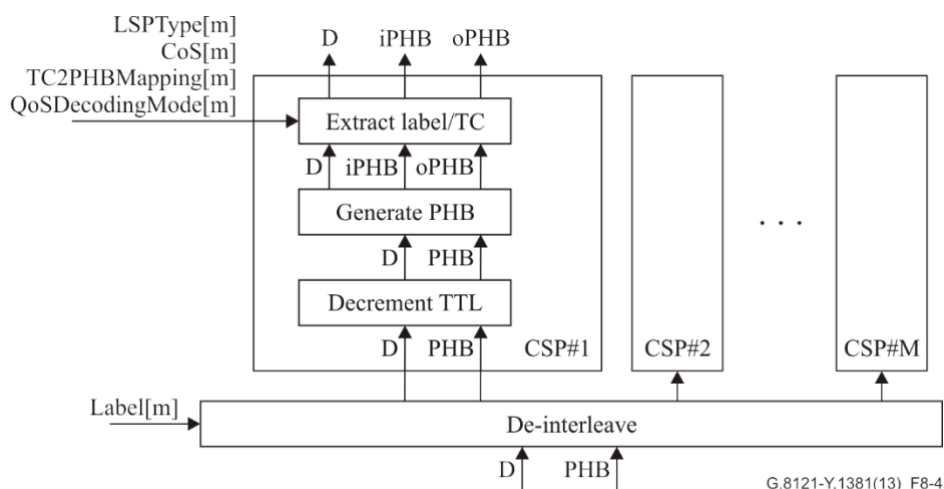 LSPType[m]
CoS[m]
TC2PHBMapping[m]
QoSDecodingMode[m]
D iPHB oPHB
Extract label/TC
D iPHB oPHB
Generate PHB
D PHB
. . .
Decrement TTL
D PHB CSP#1 CSP#2 CSP#M
Label[m]
De-interleave
D PHB
G.8121-Y.1381(13)_F8-4